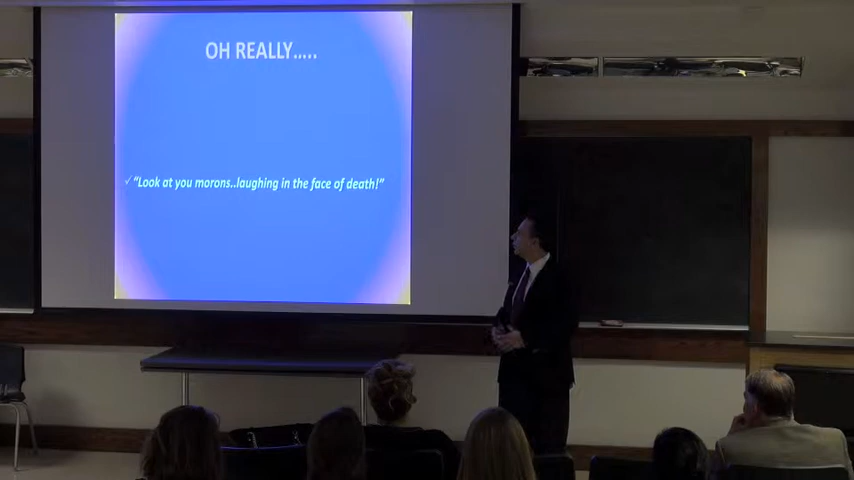 OH REALLY.....
✓ “Look at you morons..laughing in the face of death!”